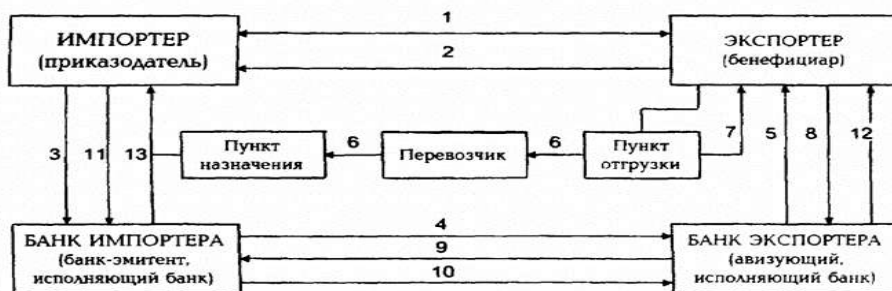 1
ИМПОРТЕР
(приказодатель)
2
ЭКСПОРТЕР
(бенефициар)
3
11
13
Пункт
назначения
6
Перевозчик
6
Пункт
отгрузки
7
5
8
12
БАНК ИМПОРТЕРА
(банк-эмитент,
исполняющий банк)
4
9
10
БАНК ЭКСПОРТЕРА
(авизующий,
исполняющий банк)